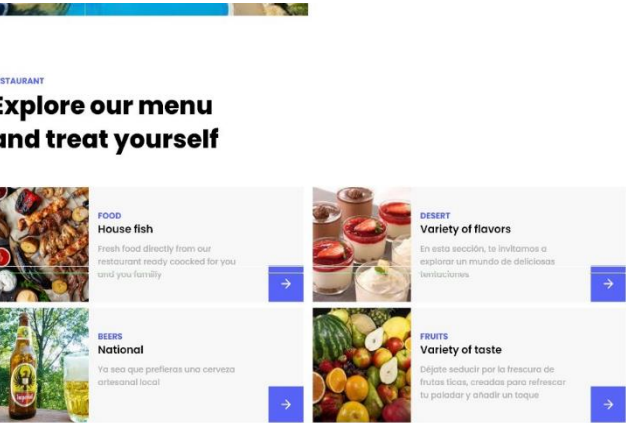 STAURANT
Explore our menu
and treat yourself
FOOD
House fish
Fresh food directly from our
restaurant ready coocked for you
and you familiy
DESERT
Variety of flavors
En esta sección, te invitamos a
explorar un mundo de deliciosas
tentaciones
BEERS
National
Ya sea que prefieras una cerveza
artesanal local
Imperial
FRUITS
Variety of taste
Déjate seducir por la frescura de
frutas ticas, creadas para refrescar
tu paladar y añadir un toque